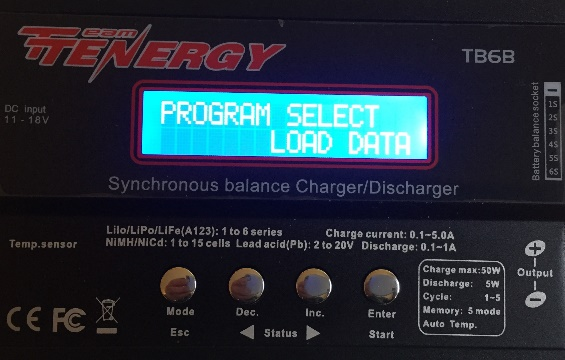 Team TENERGY
TB6B
DC input
11 - 18V
PROGRAM SELECT
LOAD DATA
Battery balance socket
1S
2S
3S
4S
5S
6S
Synchronous balance Charger/Discharger
Temp.sensor
LiIo/LiPo/LiFe(A123): 1 to 6 series
Charge current: 0.1~5.0A
NiMH/NiCd: 1 to 15 cells
Lead acid(Pb): 2 to 20V
Discharge: 0.1~1A
Mode
Dec.
Inc.
Enter
Esc
Status
Start
Charge max:50W
Discharge: 5W
Cycle: 1~5
Memory: 5 mode
Auto Temp.
+
Output
−
CE FC